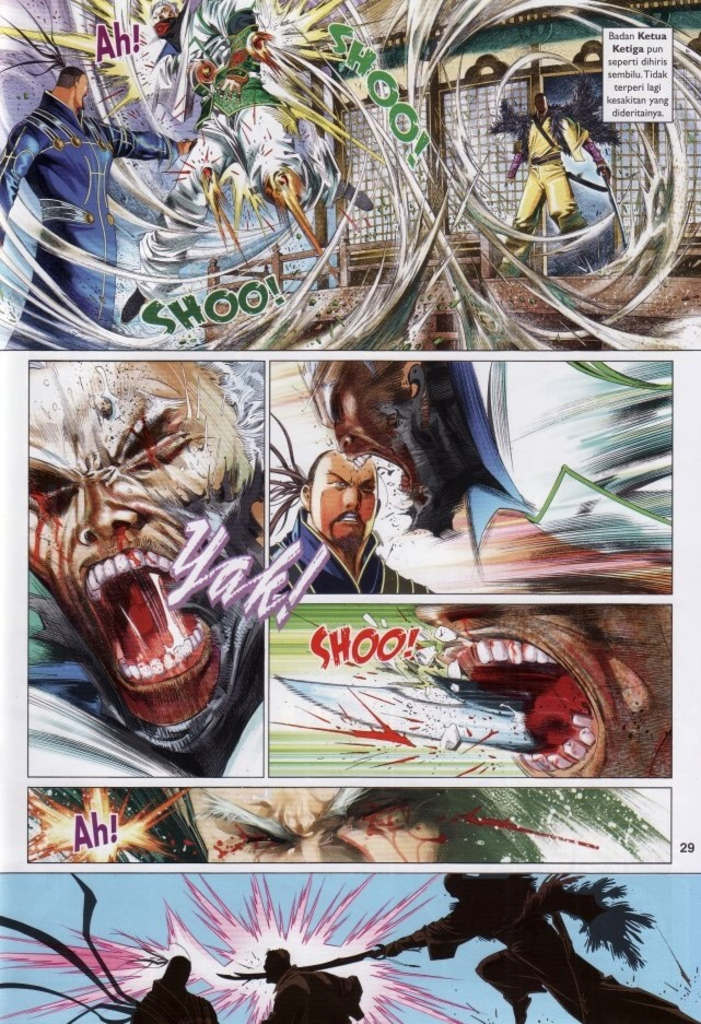 Ah!
SHOO!
Badan Ketua
Ketiga pun
seperti dihiris
sembilu. Tidak
terperi lagi
kesakitan yang
dideritainya.
SHOO!
Yak!
SHOO!
Ah!
29